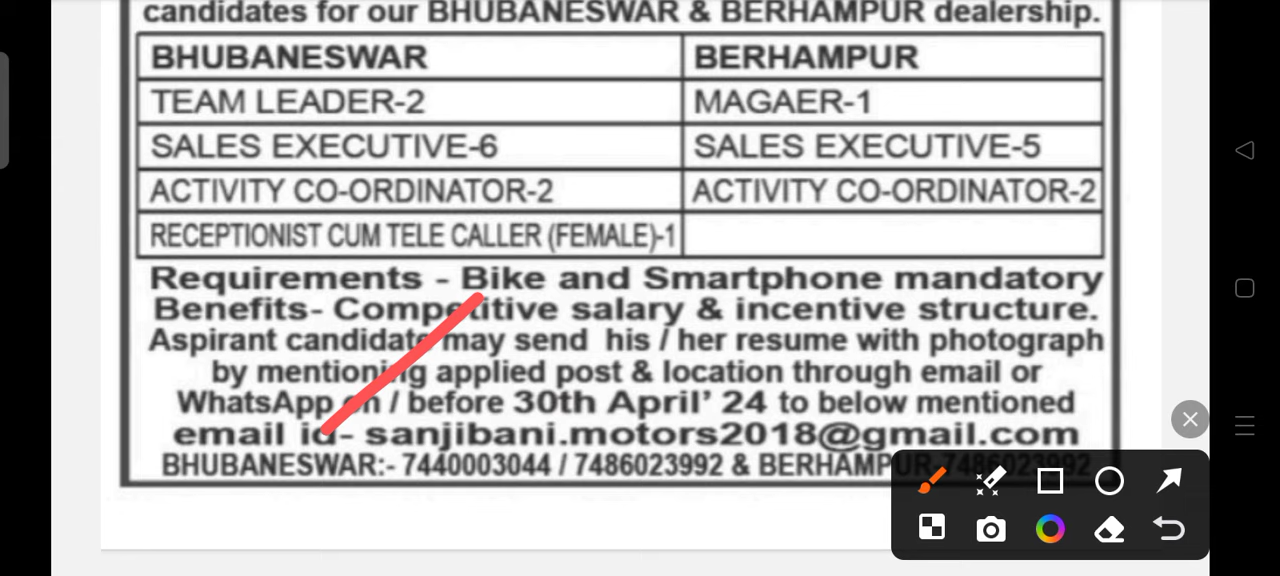 candidates for our BHUBANESWAR & BERHAMPUR dealership.
BHUBANESWAR BERHAMPUR
TEAM LEADER-2 MAGAER-1
SALES EXECUTIVE-6 SALES EXECUTIVE-5
ACTIVITY CO-ORDINATOR-2 ACTIVITY CO-ORDINATOR-2
RECEPTIONIST CUM TELE CALLER (FEMALE)-1
Requirements - Bike and Smartphone mandatory
Benefits- Competitive salary & incentive structure.
Aspirant candidate may send his / her resume with photograph
by mentioning applied post & location through email or
WhatsApp on / before 30th April' 24 to below mentioned
email id- sanjibani.motors2018@gmail.com
BHUBANESWAR:- 7440003044 / 7486023992 & BERHAMPUR-7486023992